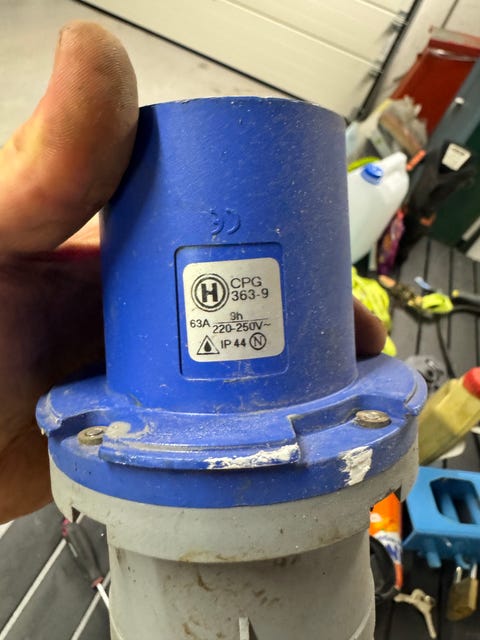 H CPG
363-9
63A 9h
220-250V~
IP 44 N